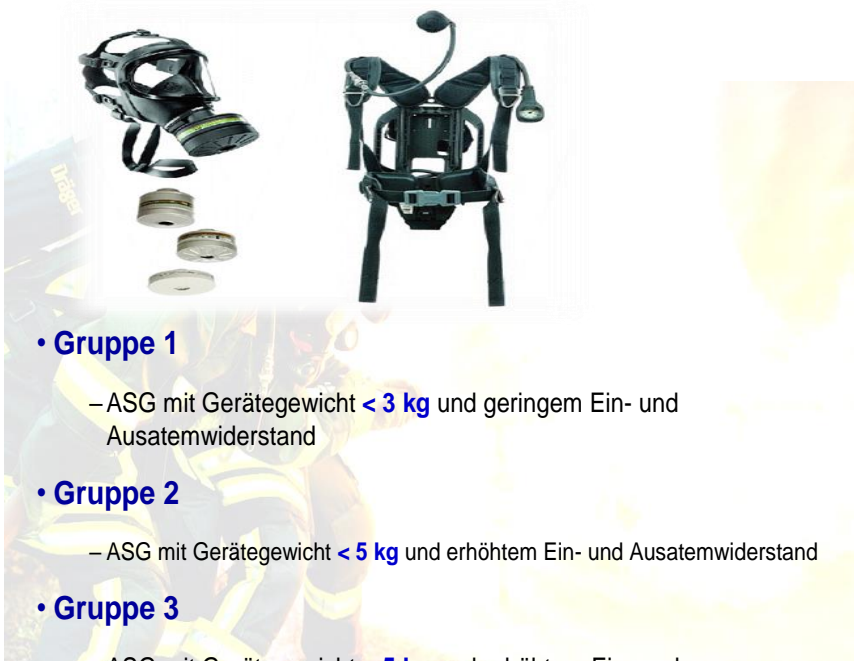 Dräger
• Gruppe 1
– ASG mit Gerätegewicht < 3 kg und geringem Ein- und
Ausatemwiderstand
• Gruppe 2
– ASG mit Gerätegewicht < 5 kg und erhöhtem Ein- und Ausatemwiderstand
• Gruppe 3